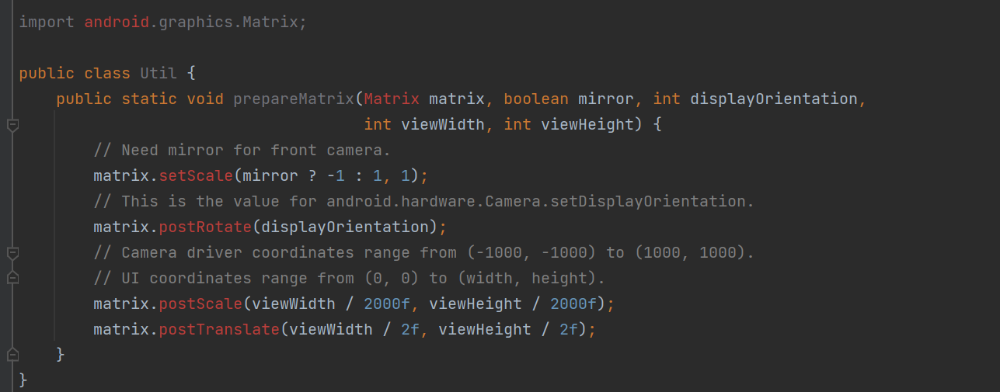 import android.graphics.Matrix;
public class Util {
public static void prepareMatrix(Matrix matrix, boolean mirror, int displayOrientation,
int viewWidth, int viewHeight) {
// Need mirror for front camera.
matrix.setScale(mirror ? -1 : 1, 1);
// This is the value for android.hardware.Camera.setDisplayOrientation.
matrix.postRotate(displayOrientation);
// Camera driver coordinates range from (-1000, -1000) to (1000, 1000).
// UI coordinates range from (0, 0) to (width, height).
matrix.postScale(viewWidth / 2000f, viewHeight / 2000f);
matrix.postTranslate(viewWidth / 2f, viewHeight / 2f);
}
}